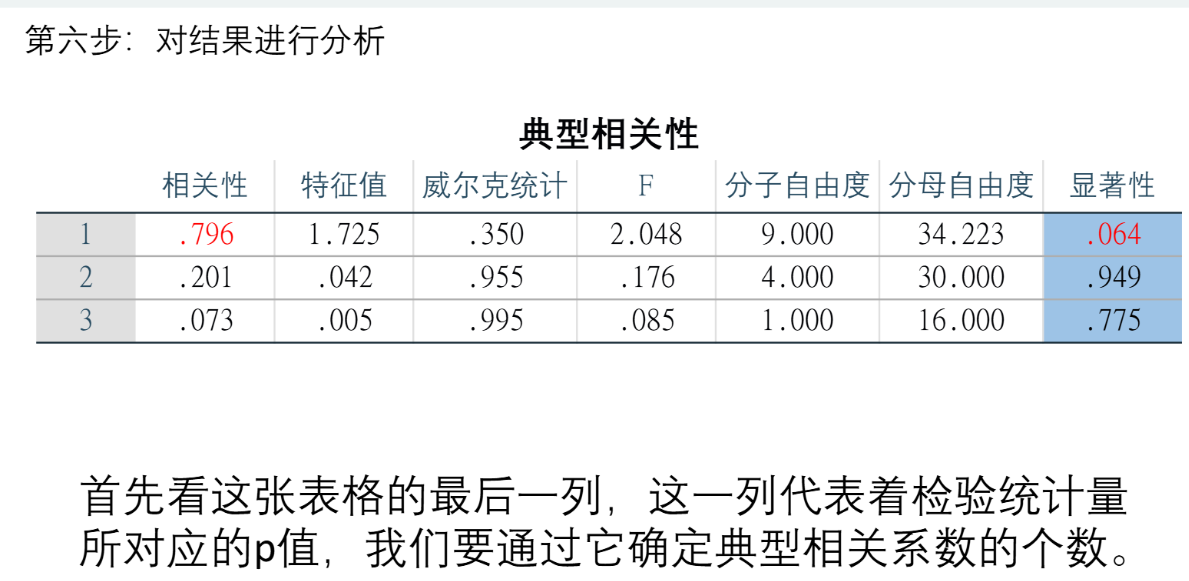 第六步：对结果进行分析
典型相关性
相关性 特征值 威尔克统计 F 分子自由度 分母自由度 显著性
1 .796 1.725 .350 2.048 9.000 34.223 .064
2 .201 .042 .955 .176 4.000 30.000 .949
3 .073 .005 .995 .085 1.000 16.000 .775
首先看这张表格的最后一列，这一列代表着检验统计量
所对应的p值，我们要通过它确定典型相关系数的个数。